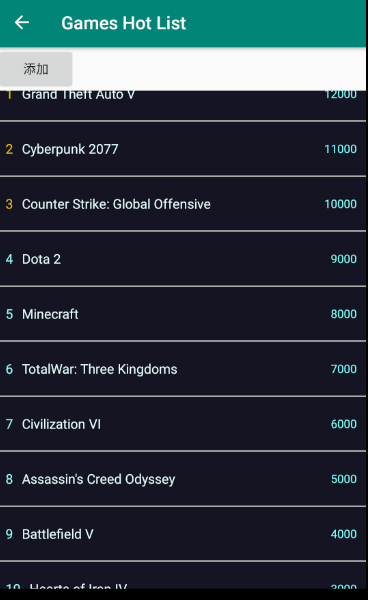 Games Hot List
添加
1 Grand Theft Auto V 12000
2 Cyberpunk 2077 11000
3 Counter Strike: Global Offensive 10000
4 Dota 2 9000
5 Minecraft 8000
6 TotalWar: Three Kingdoms 7000
7 Civilization VI 6000
8 Assassin's Creed Odyssey 5000
9 Battlefield V 4000
10 Hearts of Iron IV 3000